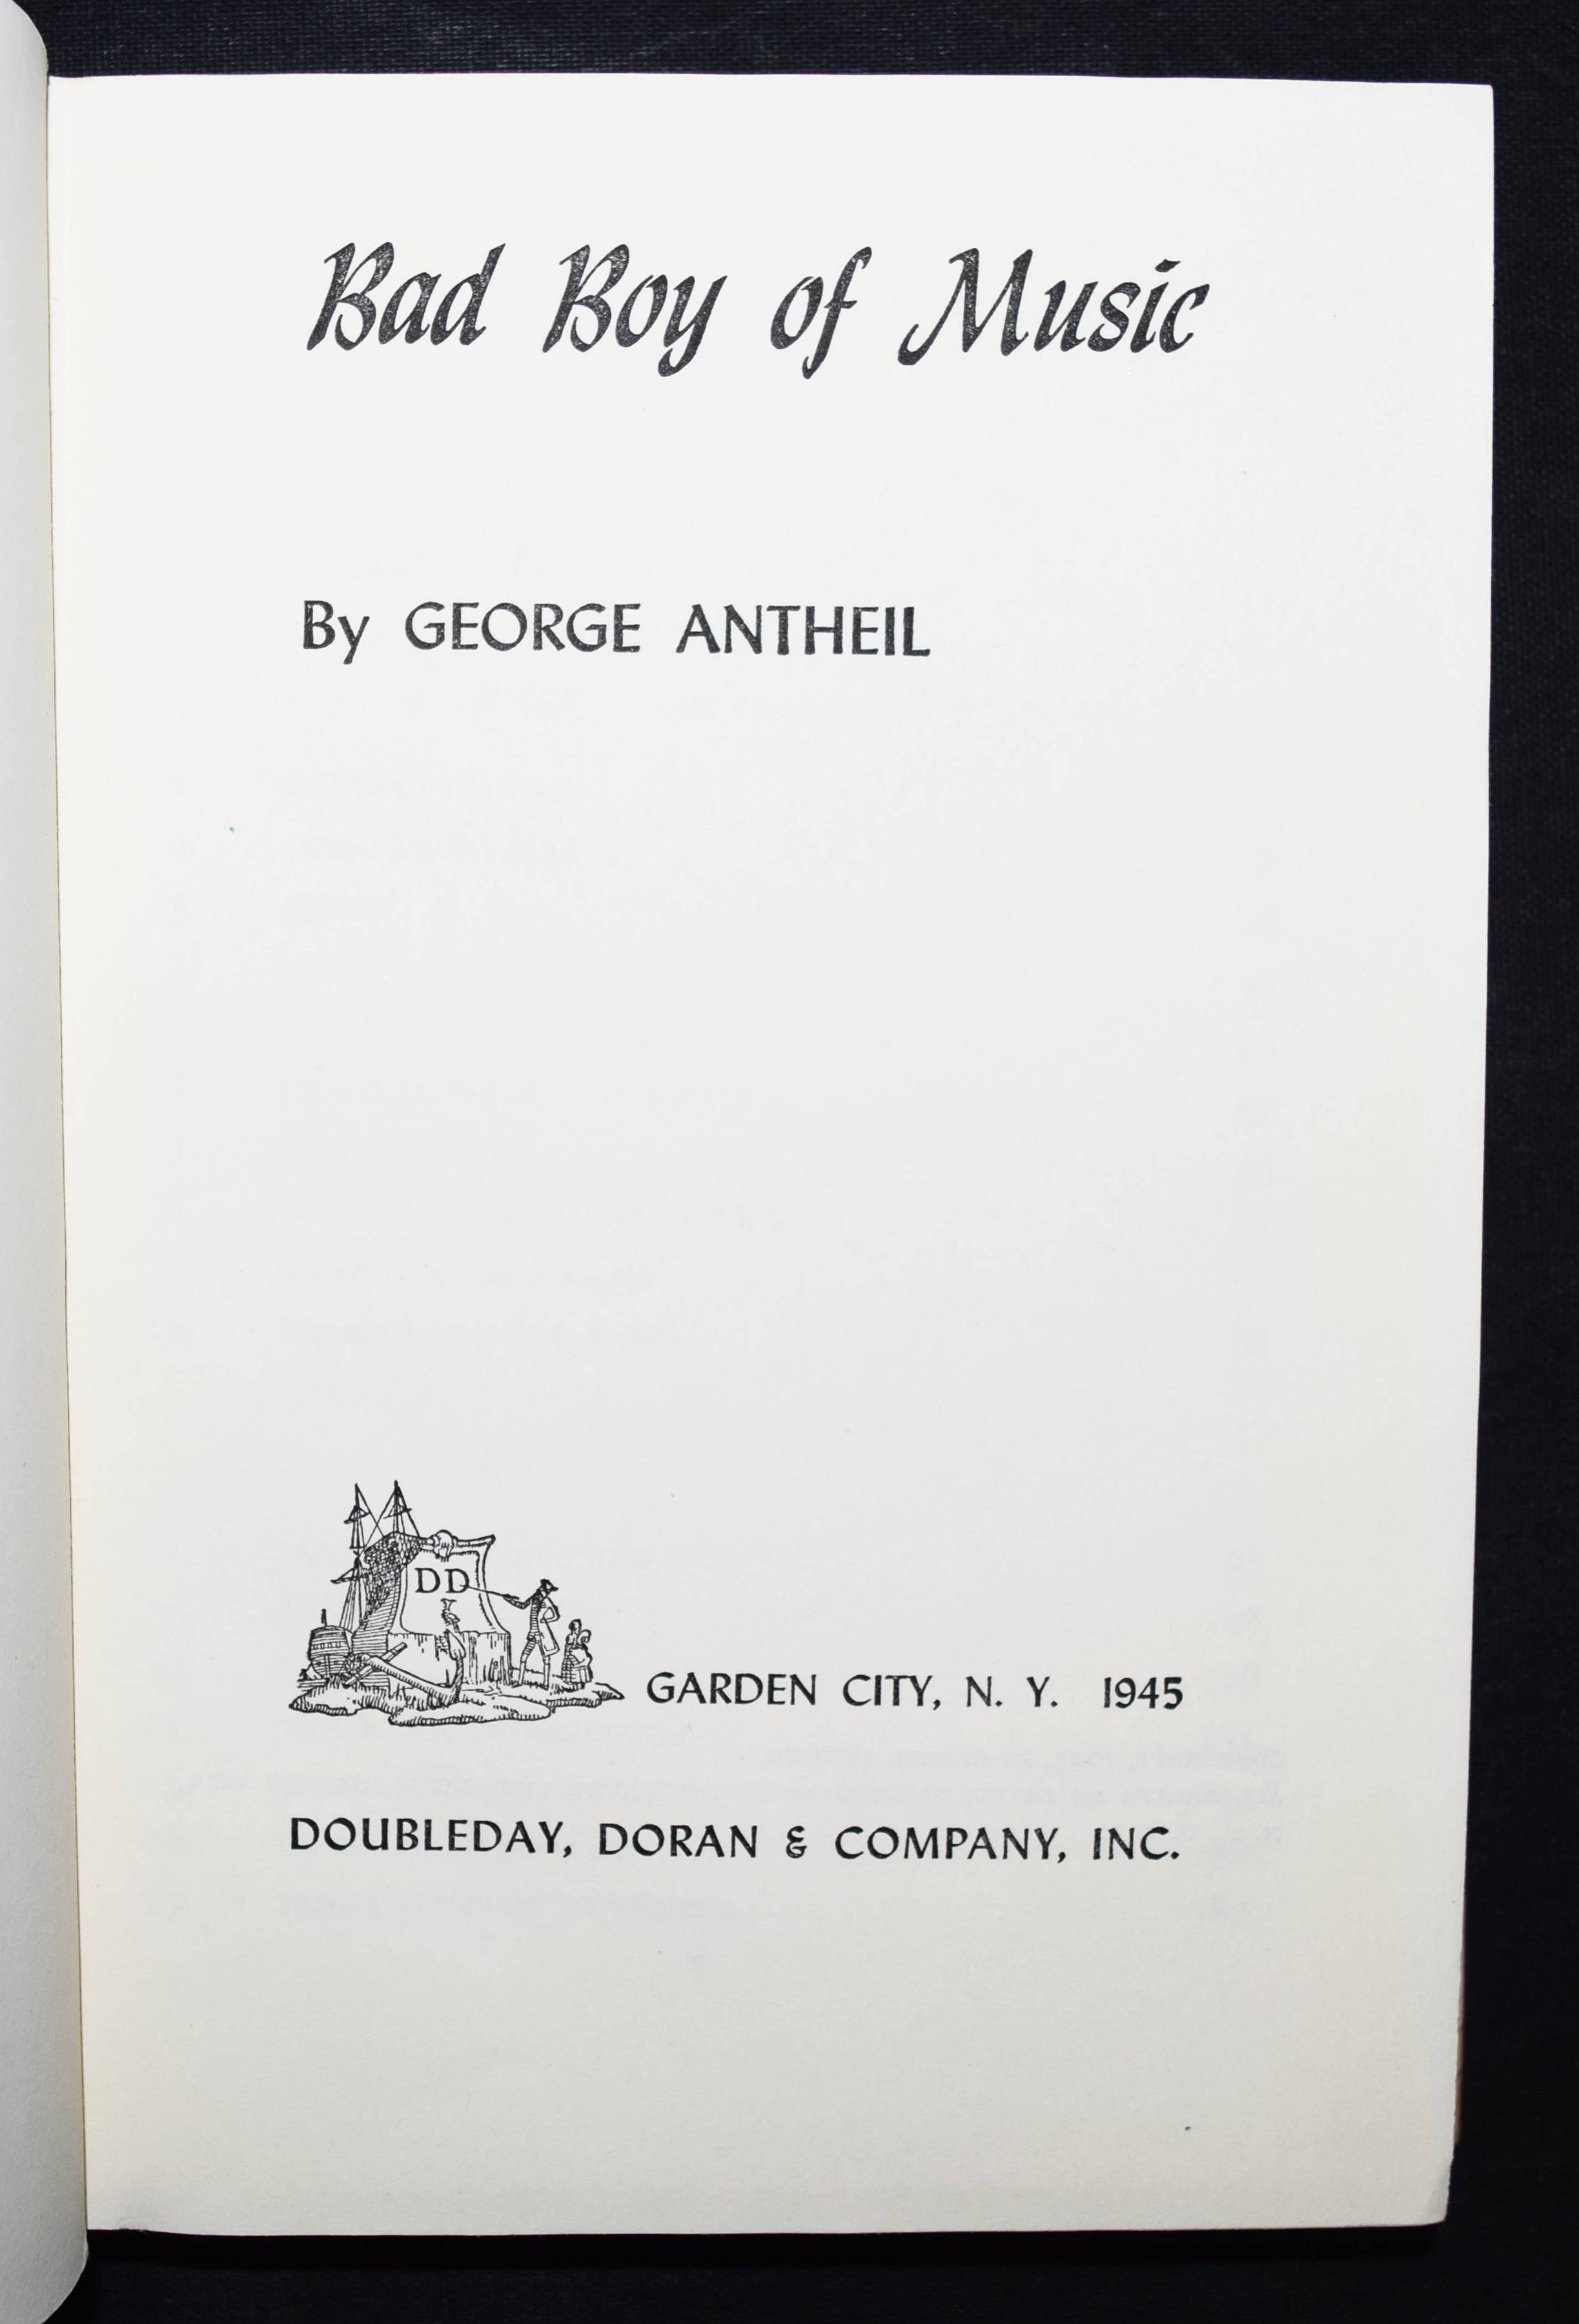 Bad Boy of Music
By GEORGE ANTHEIL
DD
GARDEN CITY, N. Y. 1945
DOUBLEDAY, DORAN & COMPANY, INC.